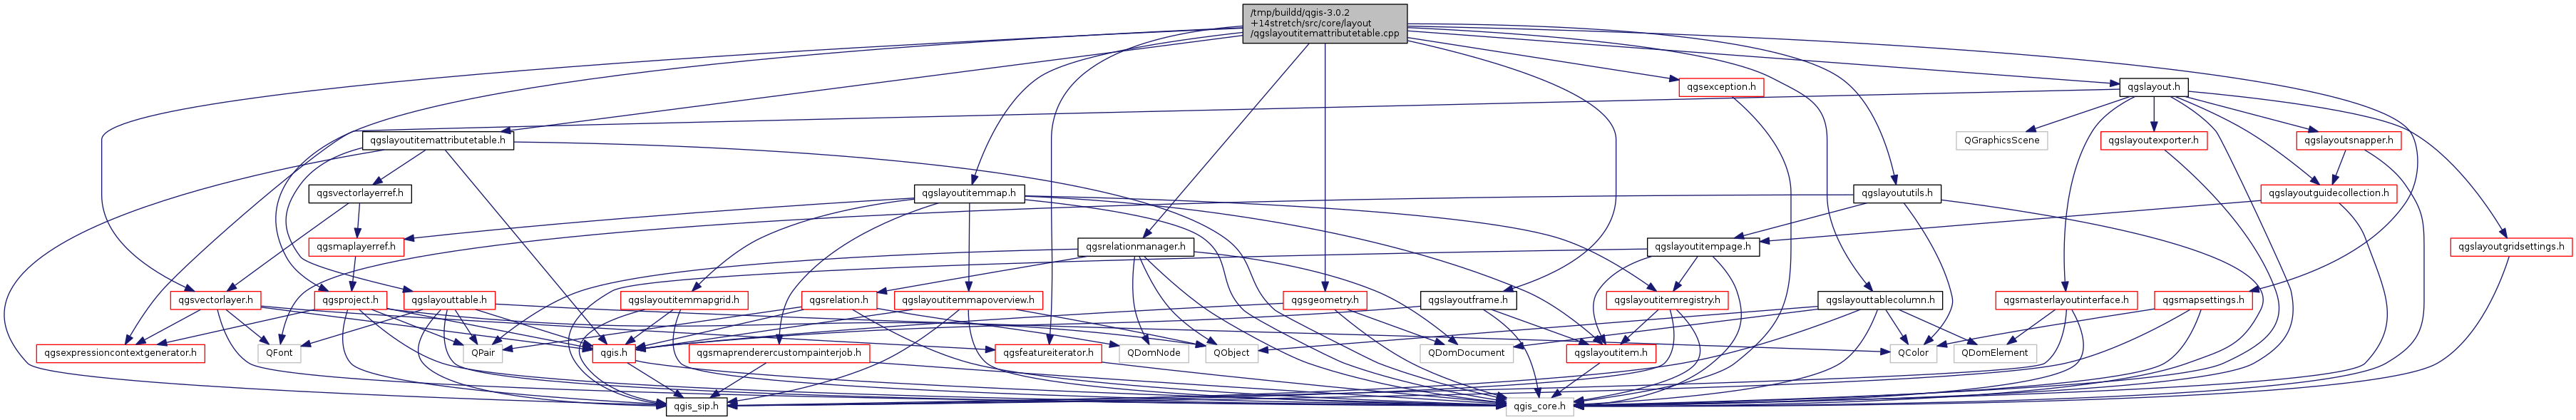 /tmp/buildd/qgis-3.0.2
+14stretch/src/core/layout
/qgslayoutitemattributetable.cpp
qgsexception.h
qgslayout.h
qgslayoutitemattributetable.h
QGraphicsScene
qgslayoutexporter.h
qgslayoutsnapper.h
qgsvectorlayerref.h
qgslayoutitemmap.h
qgslayoututils.h
qgslayoutguidecollection.h
qgsmaplayerref.h
qgsrelationmanager.h
qgslayoutitempage.h
qgslayoutgridsettings.h
qgsvectorlayer.h
qgsproject.h
qgslayouttable.h
qgslayoutitemmapgrid.h
qgsrelation.h
qgslayoutitemmapoverview.h
qgsgeometry.h
qgslayoutframe.h
qgslayoutitemregistry.h
qgslayouttablecolumn.h
qgsmasterlayoutinterface.h
qgsmapsettings.h
qgsexpressioncontextgenerator.h
QFont
QPair
qgis.h
qgsmaprenderercustompainterjob.h
qgsfeatureiterator.h
QDomNode
QObject
QDomDocument
qgslayoutitem.h
QColor
QDomElement
qgis_sip.h
qgis_core.h